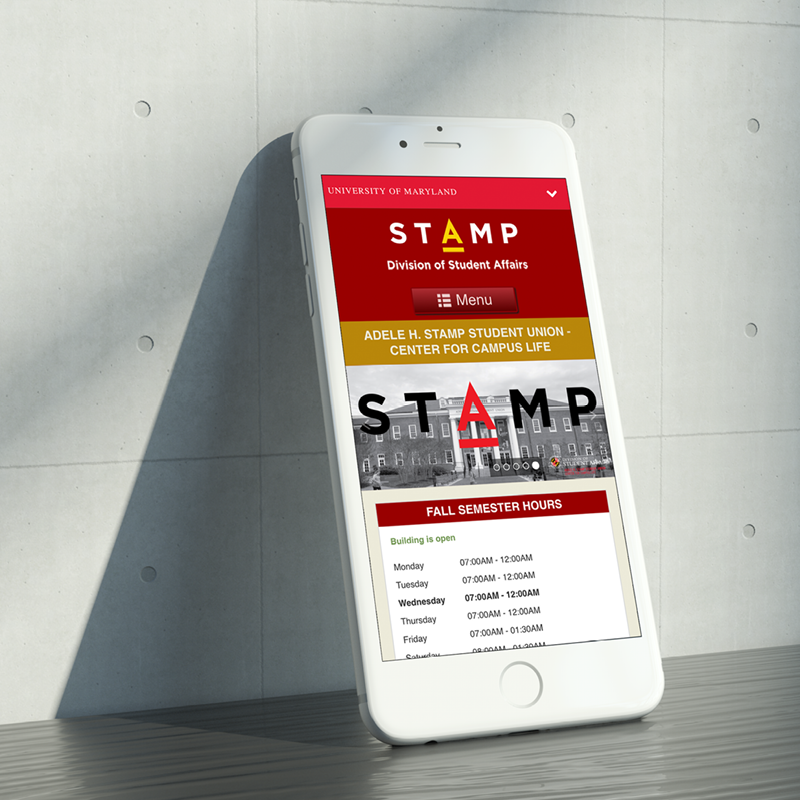 UNIVERSITY OF MARYLAND
STAMP
Division of Student Affairs
Menu
ADELE H. STAMP STUDENT UNION -
CENTER FOR CAMPUS LIFE
STAMP
FALL SEMESTER HOURS
Building is open
Monday 07:00AM - 12:00AM
Tuesday 07:00AM - 12:00AM
Wednesday 07:00AM - 12:00AM
Thursday 07:00AM - 12:00AM
Friday 07:00AM - 01:30AM
Saturday 08:00AM - 01:30AM